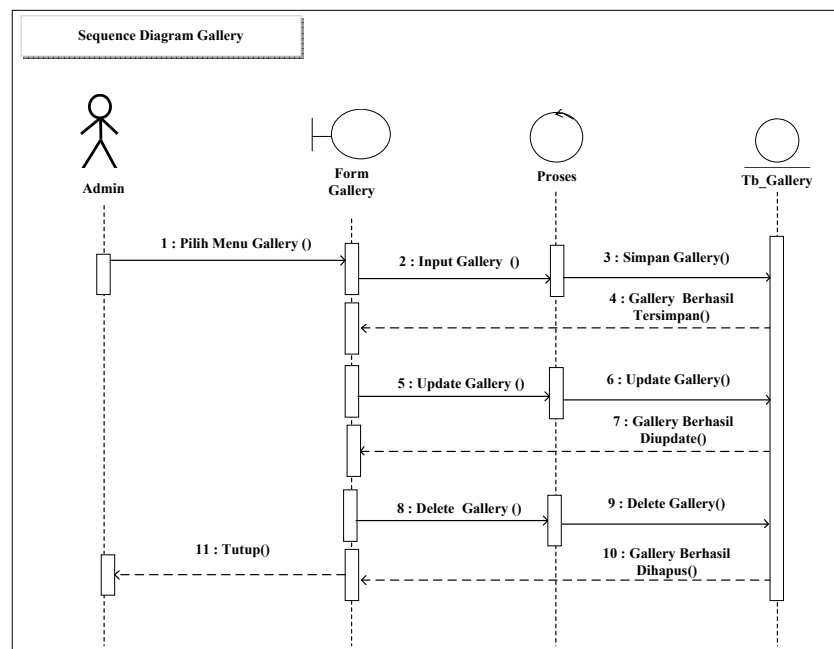 Sequence Diagram Gallery
Admin
Form
Gallery
Proses
Tb_Gallery
1 : Pilih Menu Gallery ()
2 : Input Gallery ()
3 : Simpan Gallery()
4 : Gallery Berhasil
Tersimpan()
5 : Update Gallery ()
6 : Update Gallery()
7 : Gallery Berhasil
Diupdate()
8 : Delete Gallery ()
9 : Delete Gallery()
10 : Gallery Berhasil
Dihapus()
11 : Tutup()